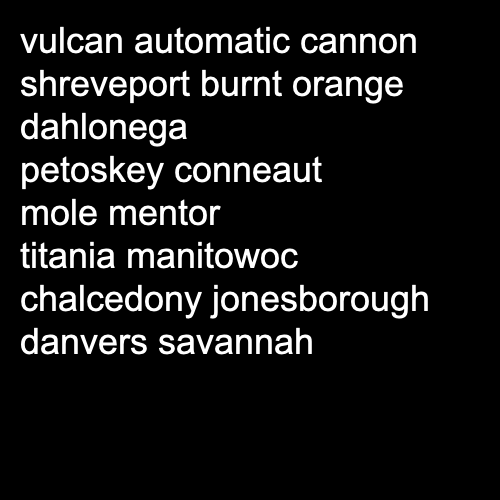 vulcan automatic cannon
shreveport burnt orange
dahlonega
petoskey conneaut
mole mentor
titania manitowoc
chalcedony jonesborough
danvers savannah